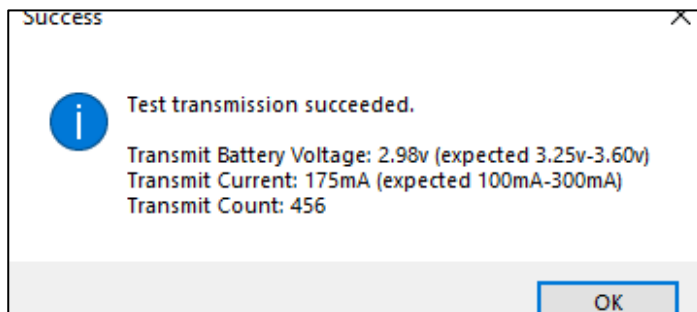 Success
Test transmission succeeded.
Transmit Battery Voltage: 2.98v (expected 3.25v-3.60v)
Transmit Current: 175mA (expected 100mA-300mA)
Transmit Count: 456
OK